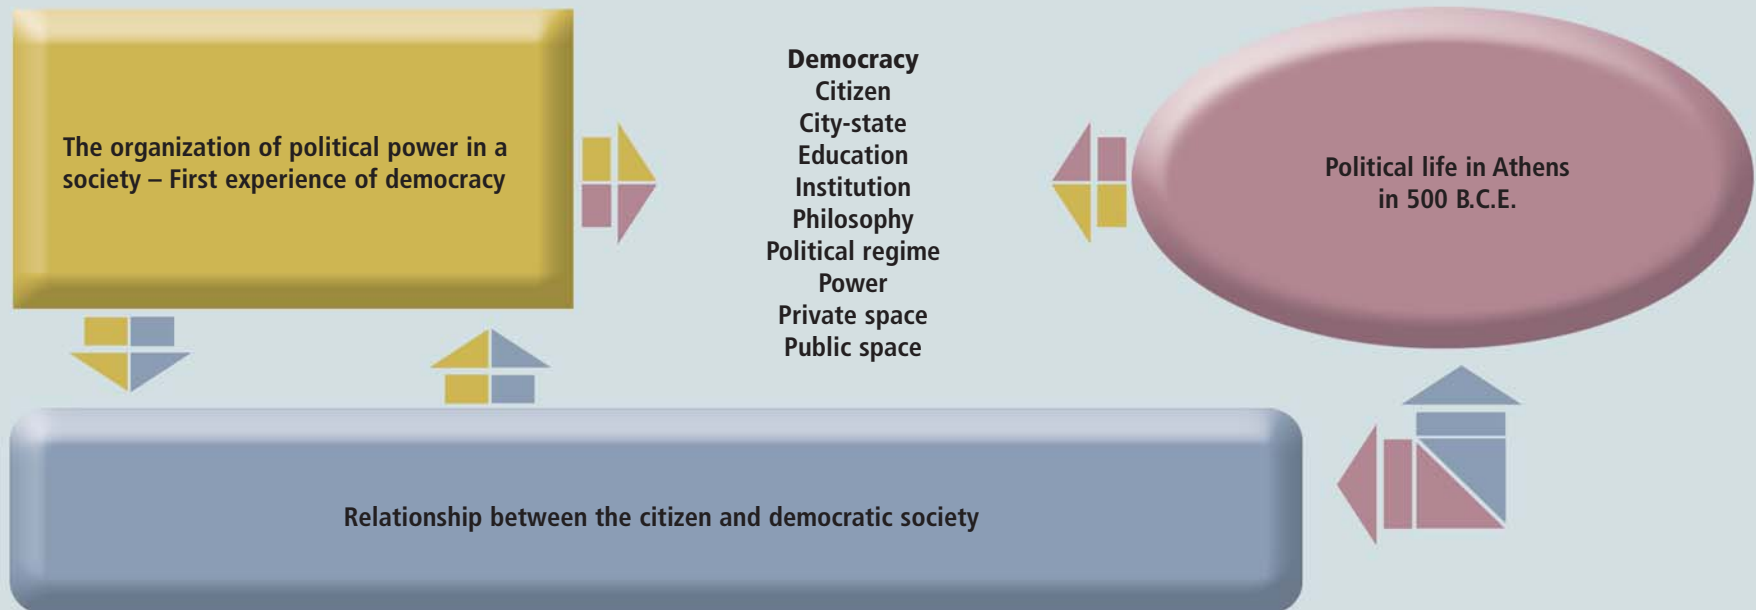 The organization of political power in a
society – First experience of democracy
Democracy
Citizen
City-state
Education
Institution
Philosophy
Political regime
Power
Private space
Public space
Political life in Athens
in 500 B.C.E.
Relationship between the citizen and democratic society